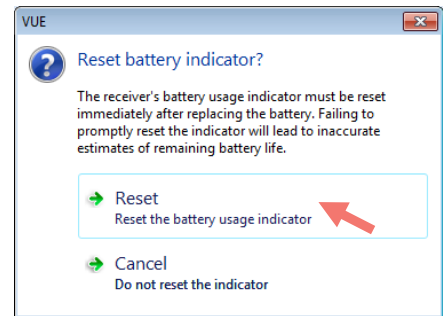 VUE
Reset battery indicator?
The receiver's battery usage indicator must be reset
immediately after replacing the battery. Failing to
promptly reset the indicator will lead to inaccurate
estimates of remaining battery life.
Reset
Reset the battery usage indicator
Cancel
Do not reset the indicator